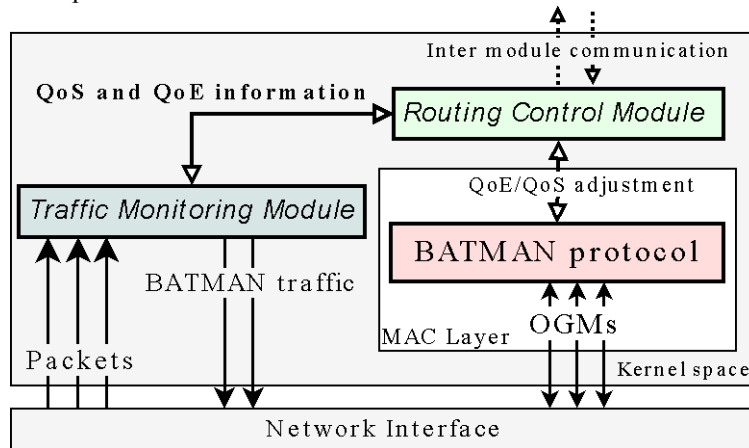 Inter module communication
QoS and QoE information
Routing Control Module
QoE/QoS adjustment
Traffic Monitoring Module
BATMAN protocol
BATMAN traffic
OGMs
MAC Layer
Packets
Kernel space
Network Interface